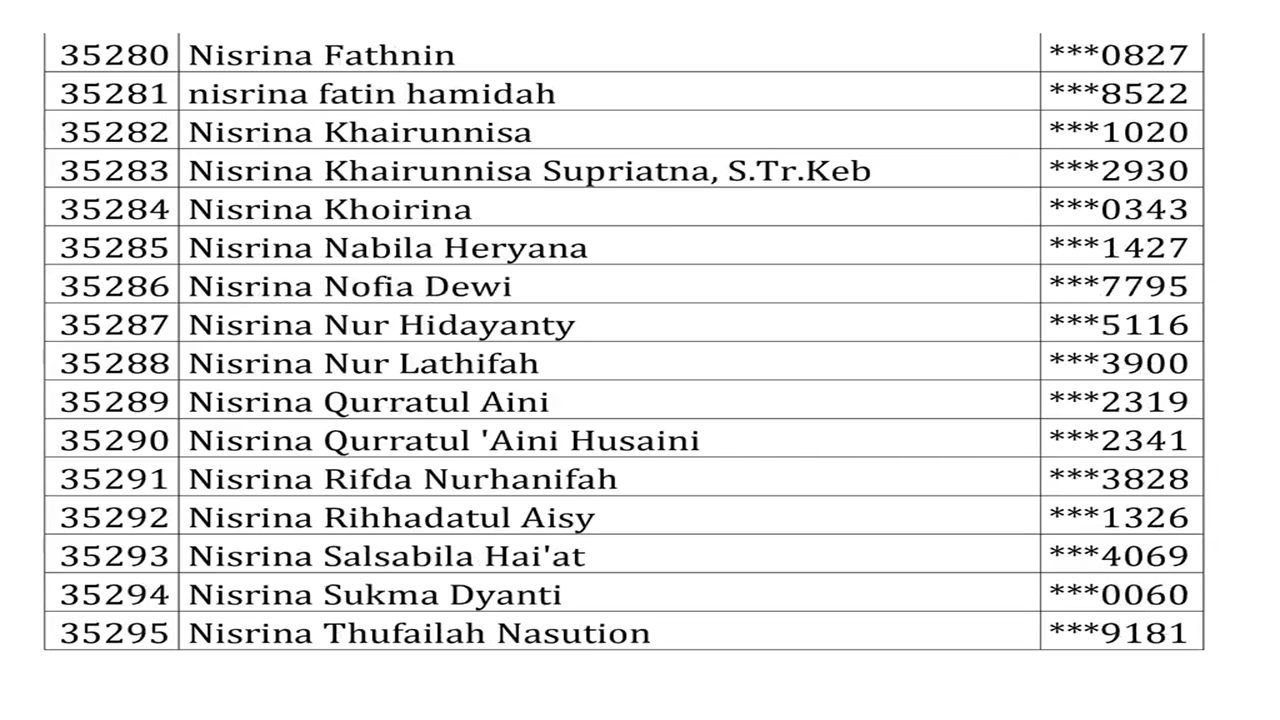 35280 Nisrina Fathnin ***0827
35281 nisrina fatin hamidah ***8522
35282 Nisrina Khairunnisa ***1020
35283 Nisrina Khairunnisa Supriatna, S.Tr.Keb ***2930
35284 Nisrina Khoirina ***0343
35285 Nisrina Nabila Heryana ***1427
35286 Nisrina Nofia Dewi ***7795
35287 Nisrina Nur Hidayanty ***5116
35288 Nisrina Nur Lathifah ***3900
35289 Nisrina Qurratul Aini ***2319
35290 Nisrina Qurratul 'Aini Husaini ***2341
35291 Nisrina Rifda Nurhanifah ***3828
35292 Nisrina Rihhadatul Aisy ***1326
35293 Nisrina Salsabila Hai'at ***4069
35294 Nisrina Sukma Dyanti ***0060
35295 Nisrina Thufailah Nasution ***9181